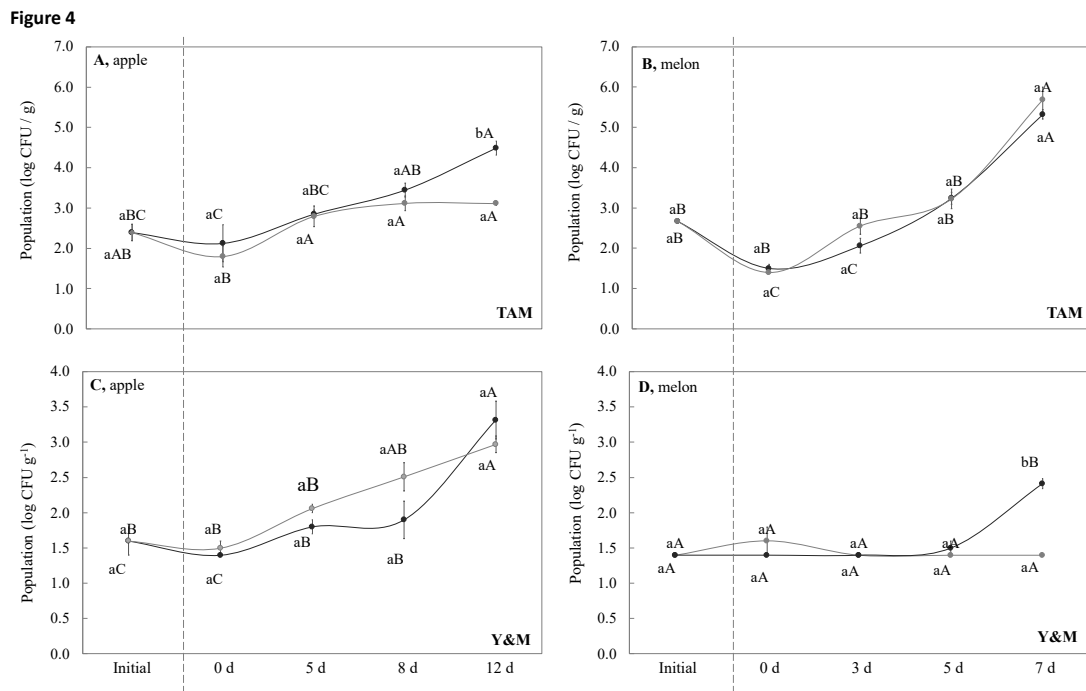 Figure 4
A, apple
Population (log CFU / g)
7.0
6.0
5.0
4.0
3.0
2.0
1.0
0.0
aBC
aAB
aC
aB
aBC
aA
aAB
aA
bA
aA
TAM
B, melon
Population (log CFU / g)
7.0
6.0
5.0
4.0
3.0
2.0
1.0
0.0
aB
aB
aB
aC
aB
aC
aB
aB
aA
aA
TAM
C, apple
Population (log CFU g-1)
4.0
3.5
3.0
2.5
2.0
1.5
1.0
0.5
0.0
aB
aC
aB
aC
aB
aB
aAB
aB
aA
aA
Y&M
Initial
0 d
5 d
8 d
12 d
D, melon
Population (log CFU g-1)
4.0
3.5
3.0
2.5
2.0
1.5
1.0
0.5
0.0
aA
aA
aA
aA
aA
aA
aA
aA
bB
aA
Y&M
Initial
0 d
3 d
5 d
7 d